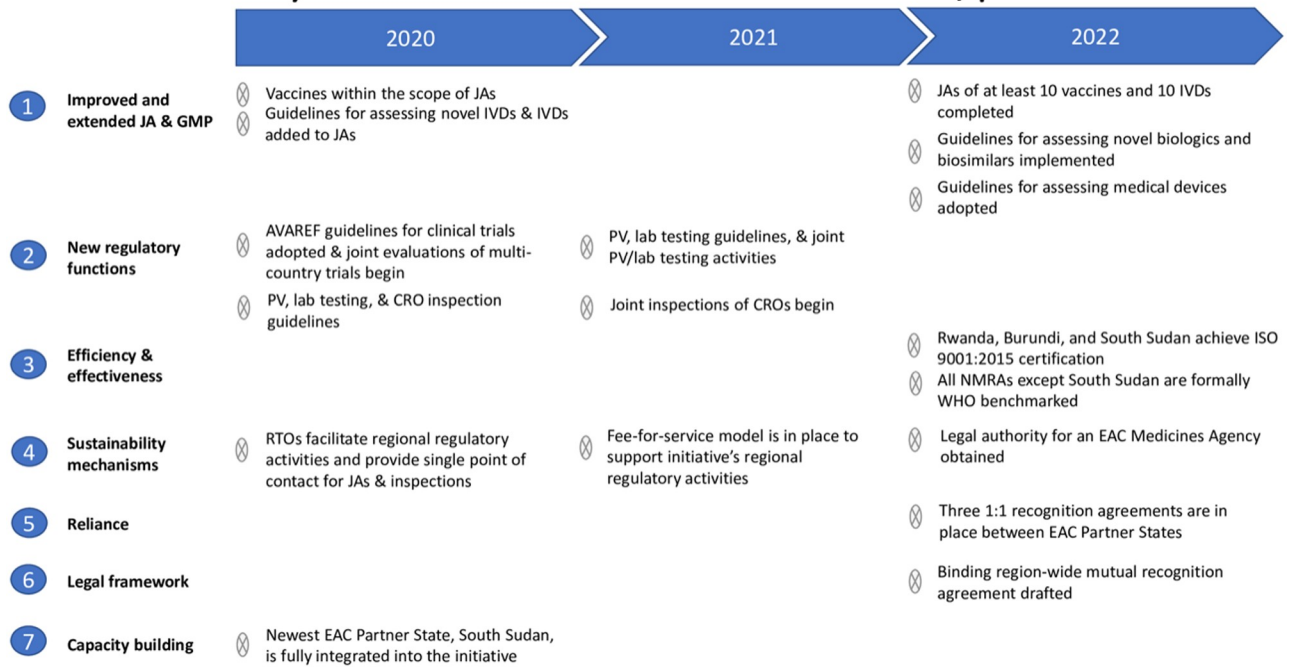 2020
2021
2022
1
Improved and
extended JA & GMP
Vaccines within the scope of JAs
Guidelines for assessing novel IVDs & IVDs
added to JAs
JAs of at least 10 vaccines and 10 IVDs
completed
Guidelines for assessing novel biologics and
biosimilars implemented
Guidelines for assessing medical devices
adopted
2
New regulatory
functions
AVAREF guidelines for clinical trials
adopted & joint evaluations of multi-
country trials begin
PV, lab testing, & CRO inspection
guidelines
PV, lab testing guidelines, & joint
PV/lab testing activities
Joint inspections of CROs begin
3
Efficiency &
effectiveness
Rwanda, Burundi, and South Sudan achieve ISO
9001:2015 certification
All NMRAs except South Sudan are formally
WHO benchmarked
4
Sustainability
mechanisms
RTOs facilitate regional regulatory
activities and provide single point of
contact for JAs & inspections
Fee-for-service model is in place to
support initiative's regional
regulatory activities
Legal authority for an EAC Medicines Agency
obtained
5
Reliance
Three 1:1 recognition agreements are in
place between EAC Partner States
6
Legal framework
Binding region-wide mutual recognition
agreement drafted
7
Capacity building
Newest EAC Partner State, South Sudan,
is fully integrated into the initiative